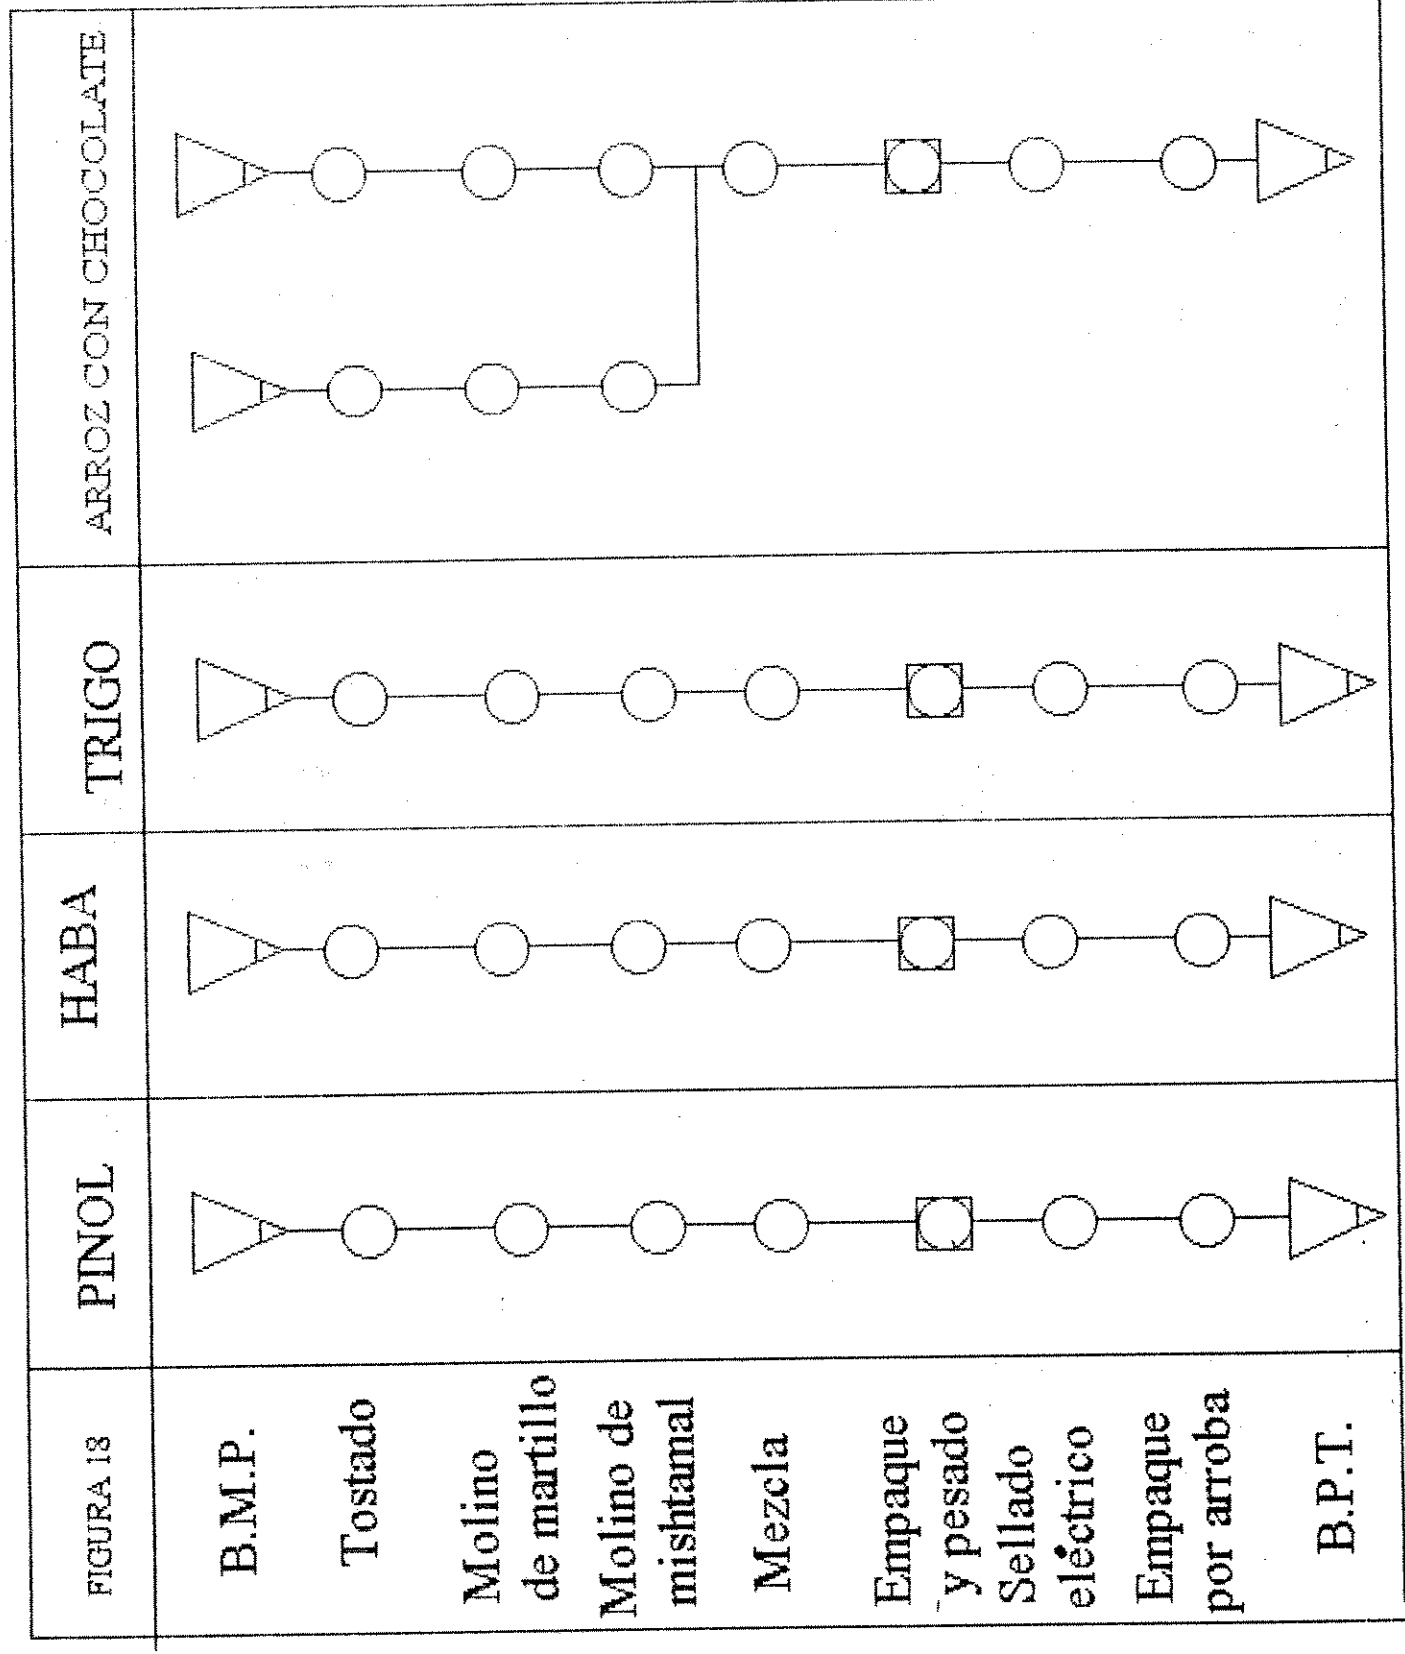 FIGURA 18
PINOL
HABA
TRIGO
ARROZ CON CHOCOLATE
B.M.P.
Tostado
Molino
de martillo
Molino de
mishtamal
Mezcla
Empaque
y pesado
Sellado
eléctrico
Empaque
por arroba
B.P.T.